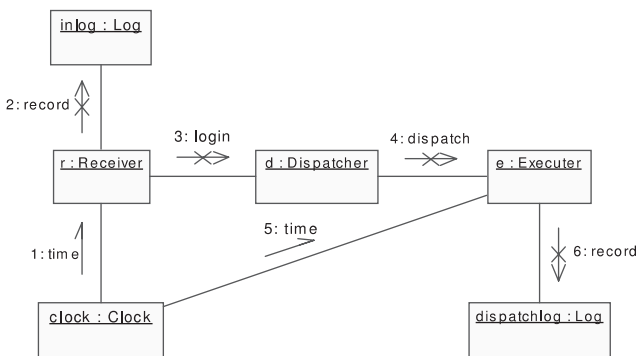 inlog : Log
2: record
3: login
4: dispatch
r : Receiver
d : Dispatcher
e : Executer
5: time
1: time
6: record
clock : Clock
dispatchlog : Log